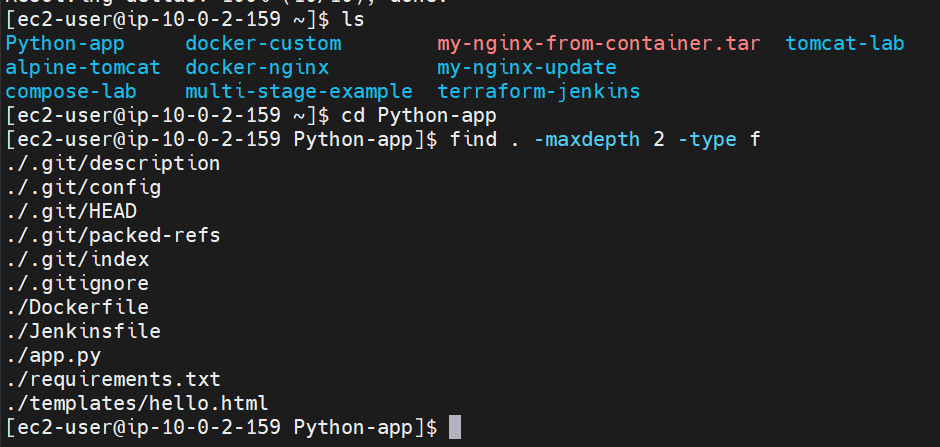 [ec2-user@ip-10-0-2-159 ~]$ ls
Python-app docker-custom my-nginx-from-container.tar tomcat-lab
alpine-tomcat docker-nginx my-nginx-update
compose-lab multi-stage-example terraform-jenkins
[ec2-user@ip-10-0-2-159 ~]$ cd Python-app
[ec2-user@ip-10-0-2-159 Python-app]$ find . -maxdepth 2 -type f
./.git/description
./.git/config
./.git/HEAD
./.git/packed-refs
./.git/index
./.gitignore
./Dockerfile
./Jenkinsfile
./app.py
./requirements.txt
./templates/hello.html
[ec2-user@ip-10-0-2-159 Python-app]$